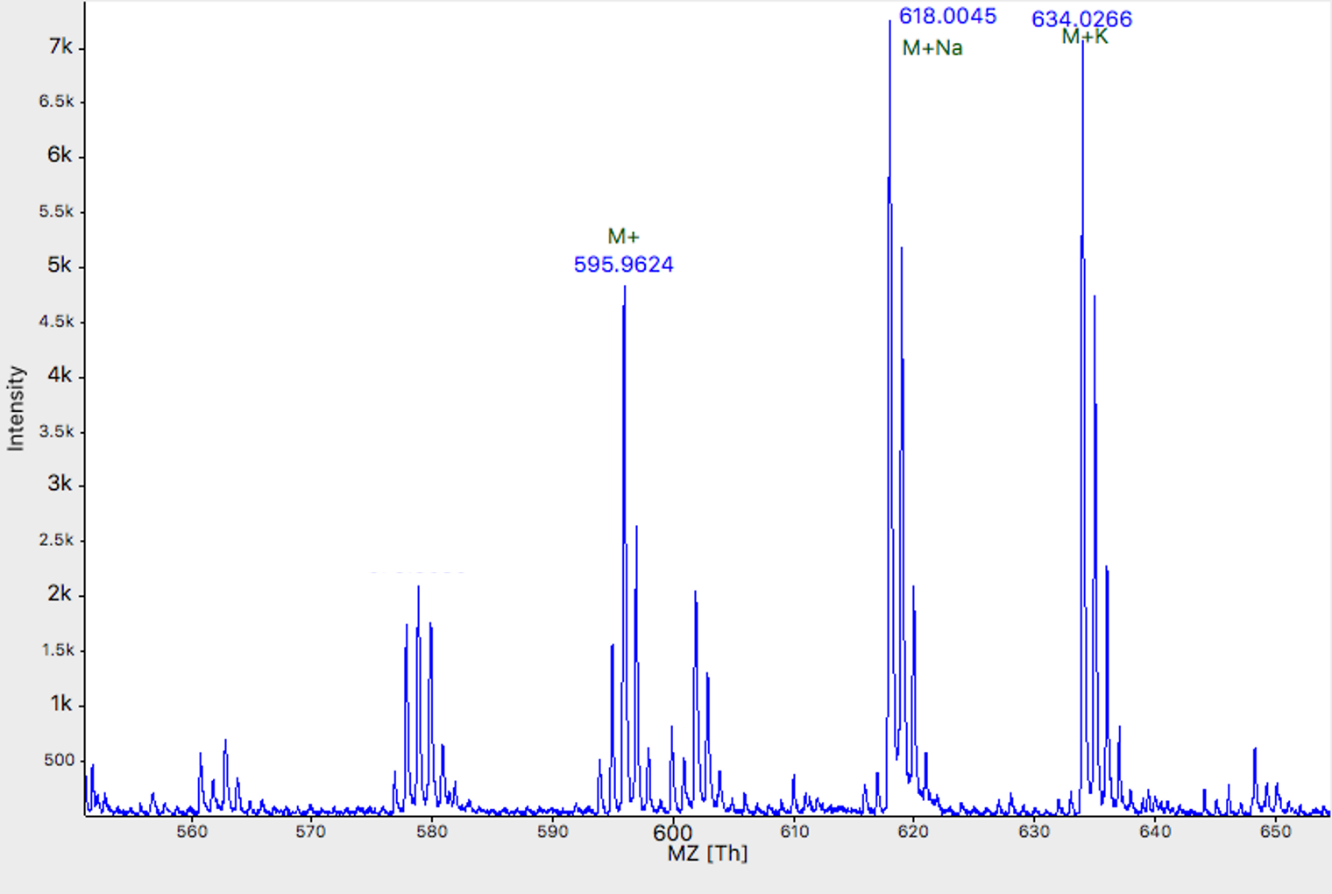 618.0045
634.0266
M+K
M+Na
7k
6.5k
6k
5.5k
M+
595.9624
5k
4.5k
4k
3.5k
3k
2.5k
2k
1.5k
1k
500
Intensity
560 570 580 590 600 610 620 630 640 650
MZ [Th]